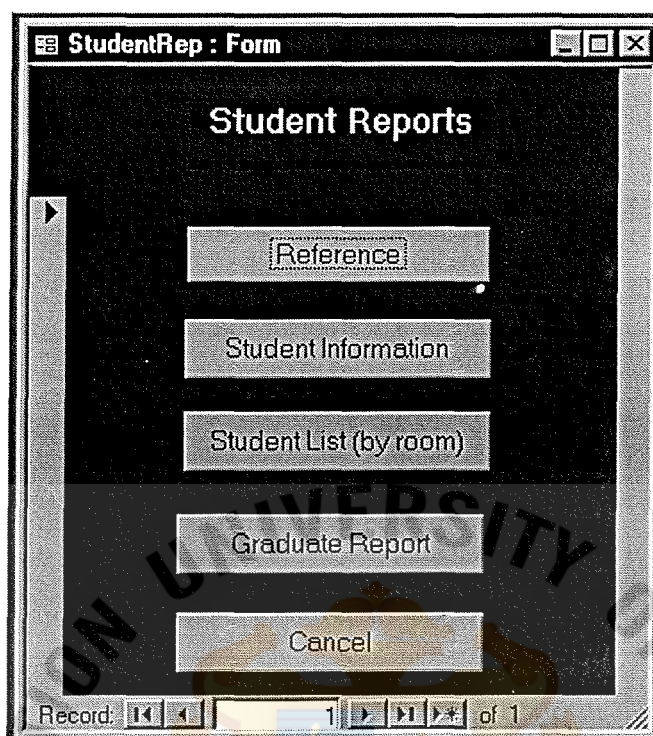 StudentRep : Form
Student Reports
Reference
Student Information
Student List (by room)
Graduate Report
Cancel
Record: 1 of 1